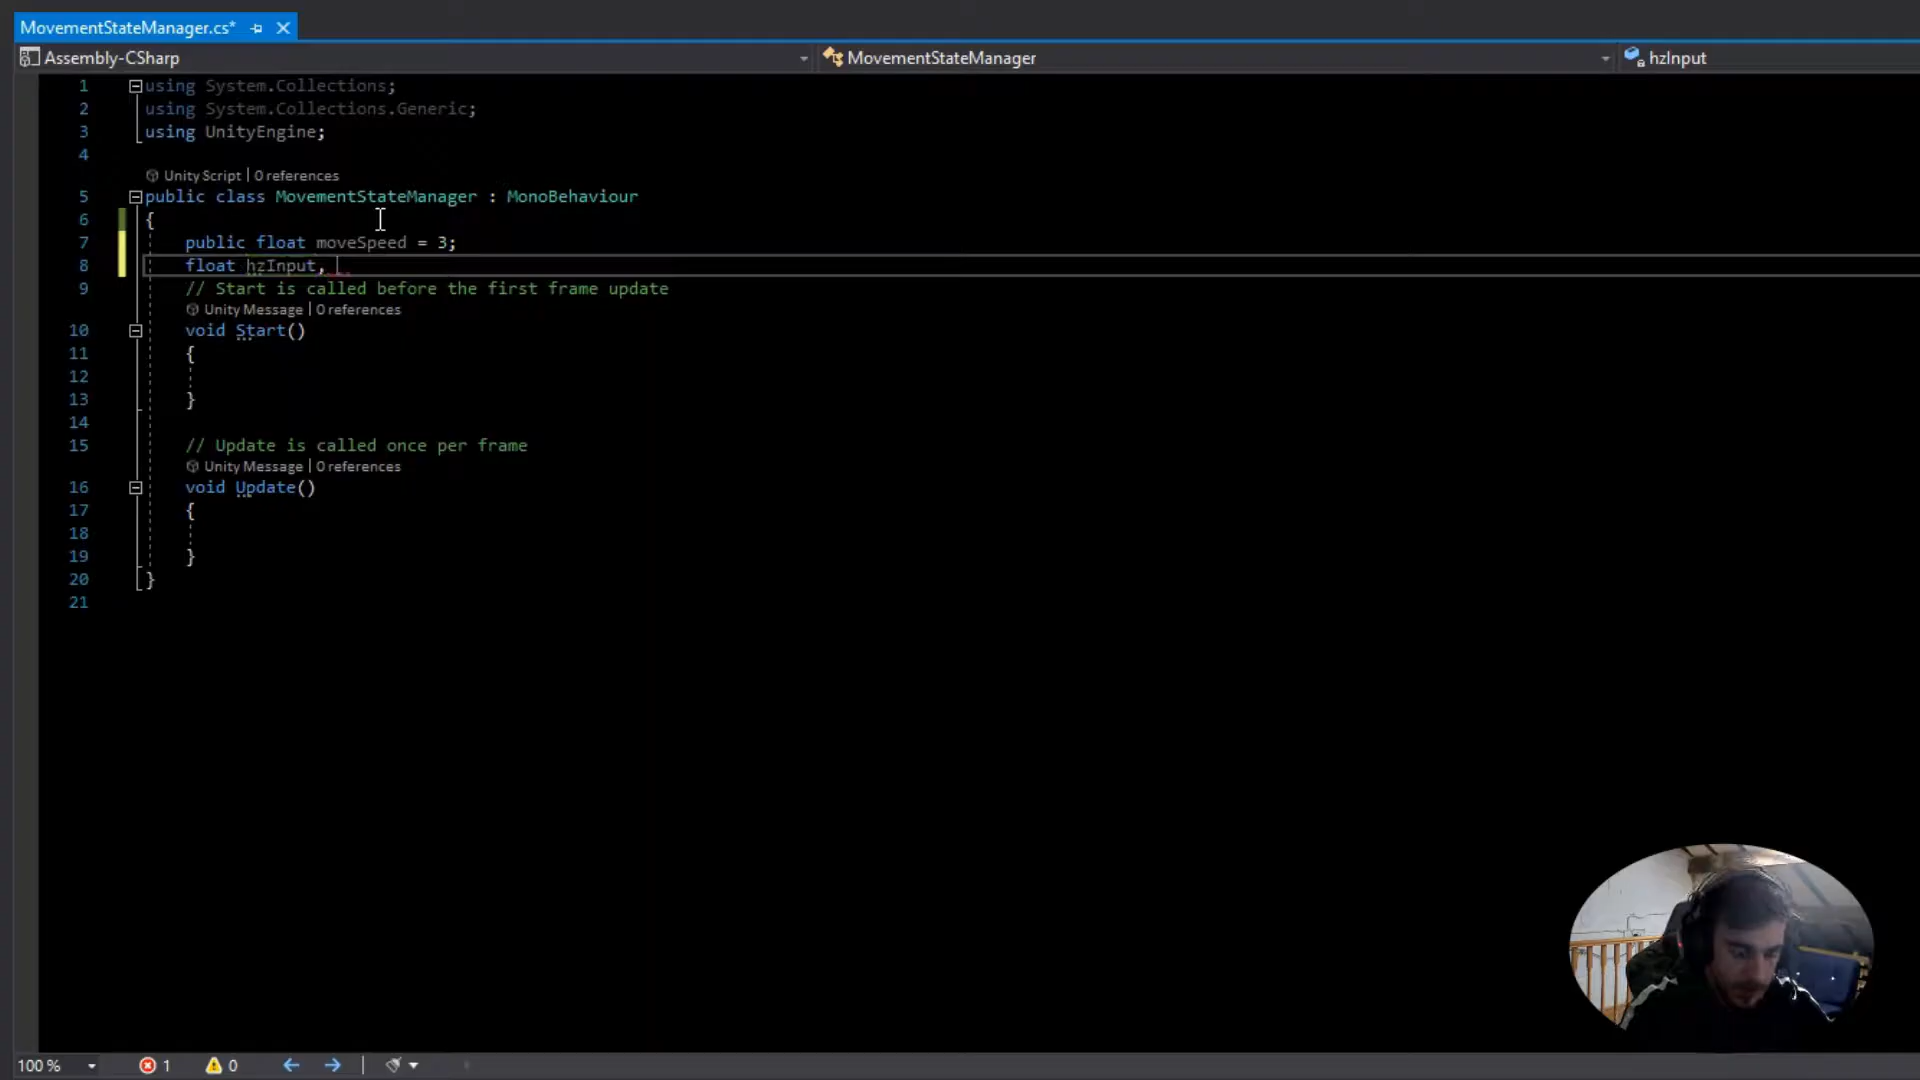 MovementStateManager.cs*
Assembly-CSharp MovementStateManager hzInput
1 using System.Collections;
2 using System.Collections.Generic;
3 using UnityEngine;
4
Unity Script | 0 references
5 public class MovementStateManager : MonoBehaviour
6 {
7 public float moveSpeed = 3;
8 float hzInput,
9 // Start is called before the first frame update
Unity Message | 0 references
10 void Start()
11 {
12
13 }
14
15 // Update is called once per frame
Unity Message | 0 references
16 void Update()
17 {
18
19 }
20 }
21
100 % 1 0